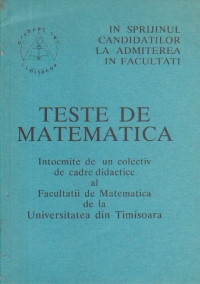 IN SPRIJINUL
CANDIDATILOR
LA ADMITEREA
IN FACULTATI
TESTE DE
MATEMATICA
Intocmite de un colectiv
de cadre didactice
al
Facultatii de Matematica
de la
Universitatea din Timisoara